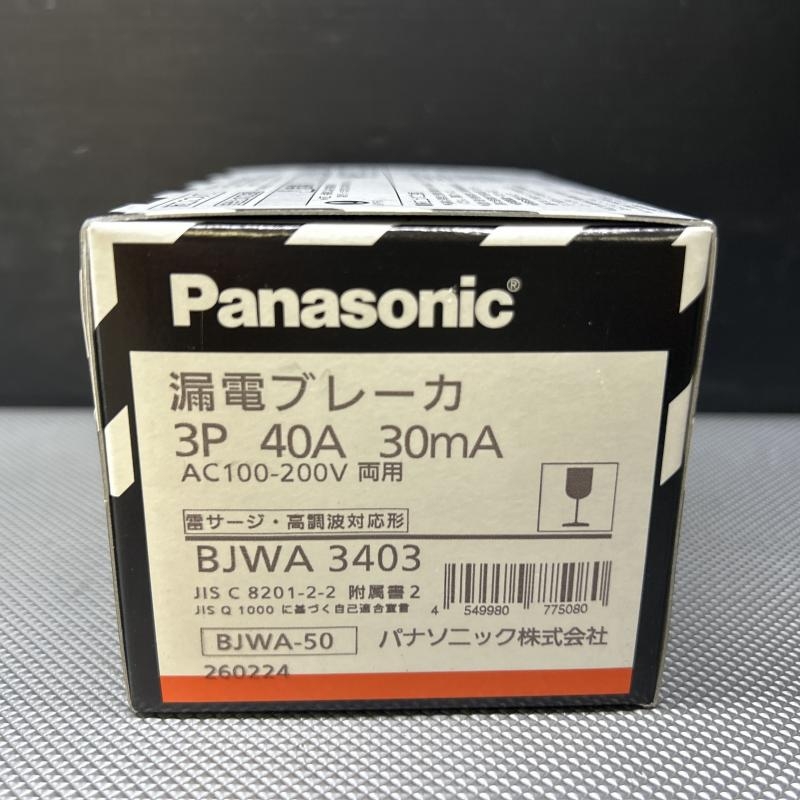 Panasonic®
漏電ブレーカ
3P 40A 30mA
AC100-200V 両用
雷サージ・高調波対応形
BJWA 3403
JIS C 8201-2-2 附属書2
JIS Q 1000 に基づく自己適合宣言
4 549980 775080
BJWA-50 パナソニック株式会社
260224